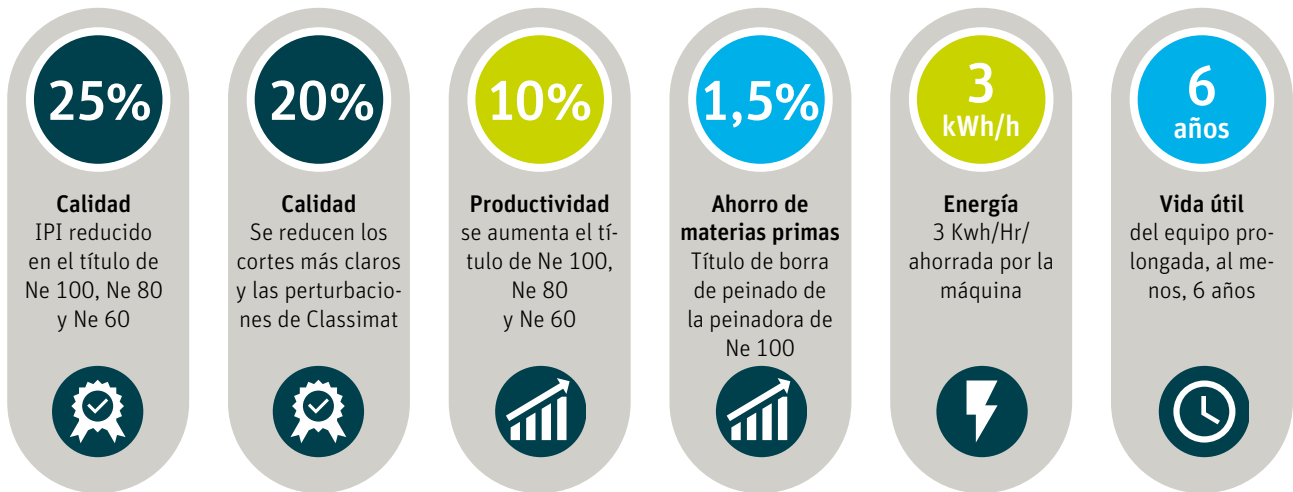 25%
Calidad
IPI reducido
en el título de
Ne 100, Ne 80
y Ne 60
20%
Calidad
Se reducen los
cortes más claros
y las perturbacio-
nes de Classimat
10%
Productividad
se aumenta el tí-
tulo de Ne 100,
Ne 80
y Ne 60
1,5%
Ahorro de
materias primas
Título de borra
de peinado de
la peinadora de
Ne 100
3
kWh/h
Energía
3 Kwh/Hr/
ahorrada por la
máquina
6
años
Vida útil
del equipo pro-
longada, al me-
nos, 6 años